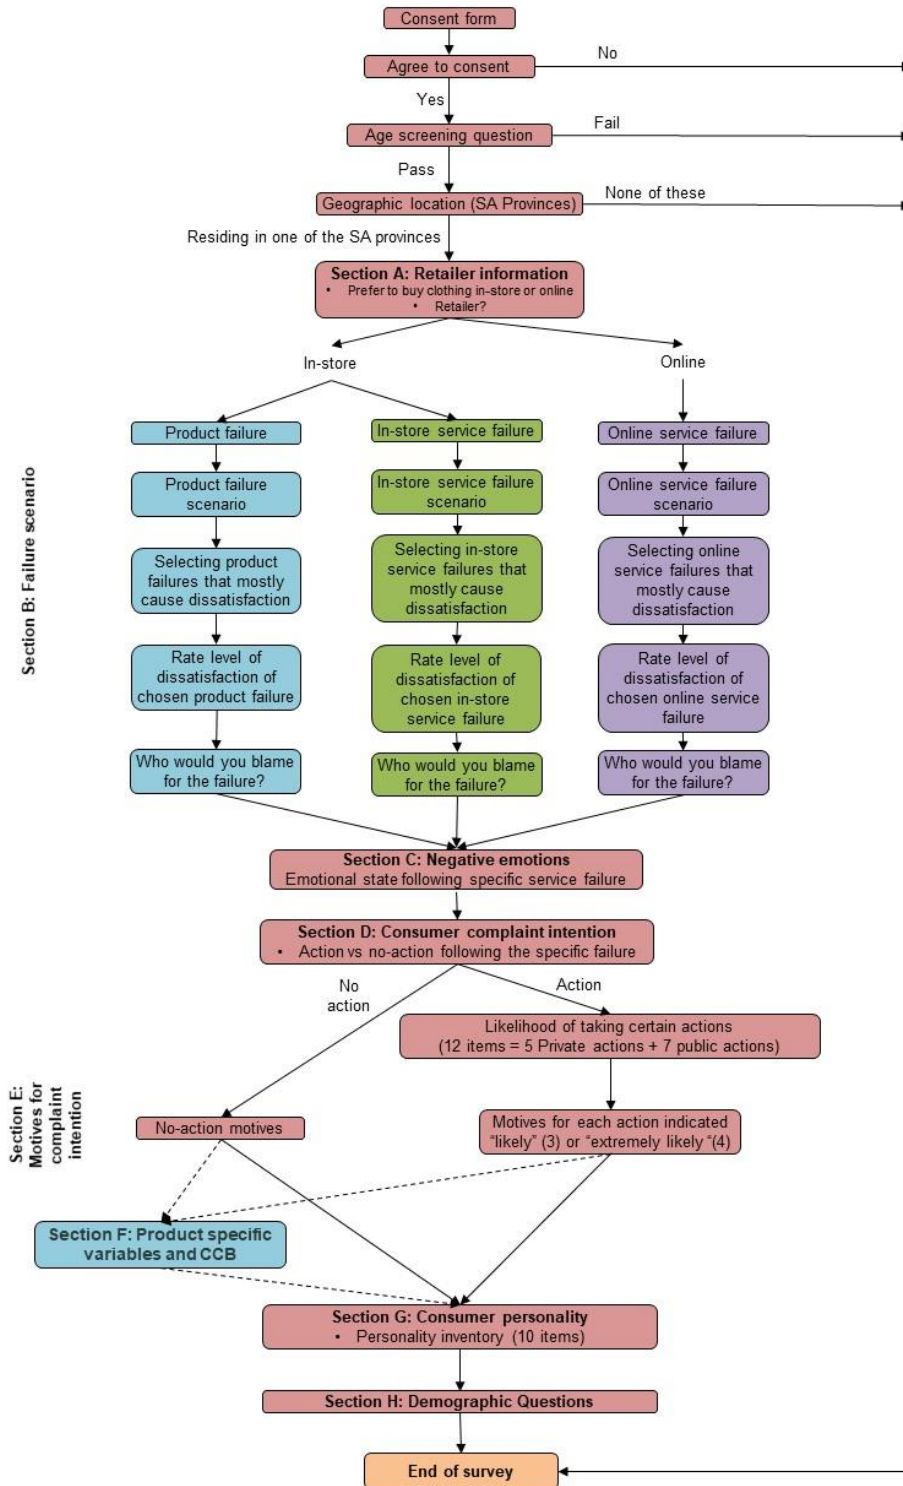 Consent form
Agree to consent
No
Yes
Age screening question
Fail
Pass
Geographic location (SA Provinces)
None of these
Residing in one of the SA provinces
Section A: Retailer information
• Prefer to buy clothing in-store or online
• Retailer?
In-store
Online
Section B: Failure scenario
Product failure
Product failure
scenario
Selecting product
failures that mostly
cause dissatisfaction
Rate level of
dissatisfaction of
chosen product failure
Who would you blame
for the failure?
In-store service failure
In-store service failure
scenario
Selecting in-store
service failures that
mostly cause
dissatisfaction
Rate level of
dissatisfaction of
chosen in-store
service failure
Who would you blame
for the failure?
Online service failure
Online service failure
scenario
Selecting online
service failures that
mostly cause
dissatisfaction
Rate level of
dissatisfaction of
chosen online service
failure
Who would you blame
for the failure?
Section C: Negative emotions
Emotional state following specific service failure
Section D: Consumer complaint intention
• Action vs no-action following the specific failure
No
action
Action
Likelihood of taking certain actions
(12 items = 5 Private actions + 7 public actions)
Section E:
Motives for
complaint
intention
No-action motives
Motives for each action indicated
“likely” (3) or “extremely likely “(4)
Section F: Product specific
variables and CCB
Section G: Consumer personality
• Personality inventory (10 items)
Section H: Demographic Questions
End of survey